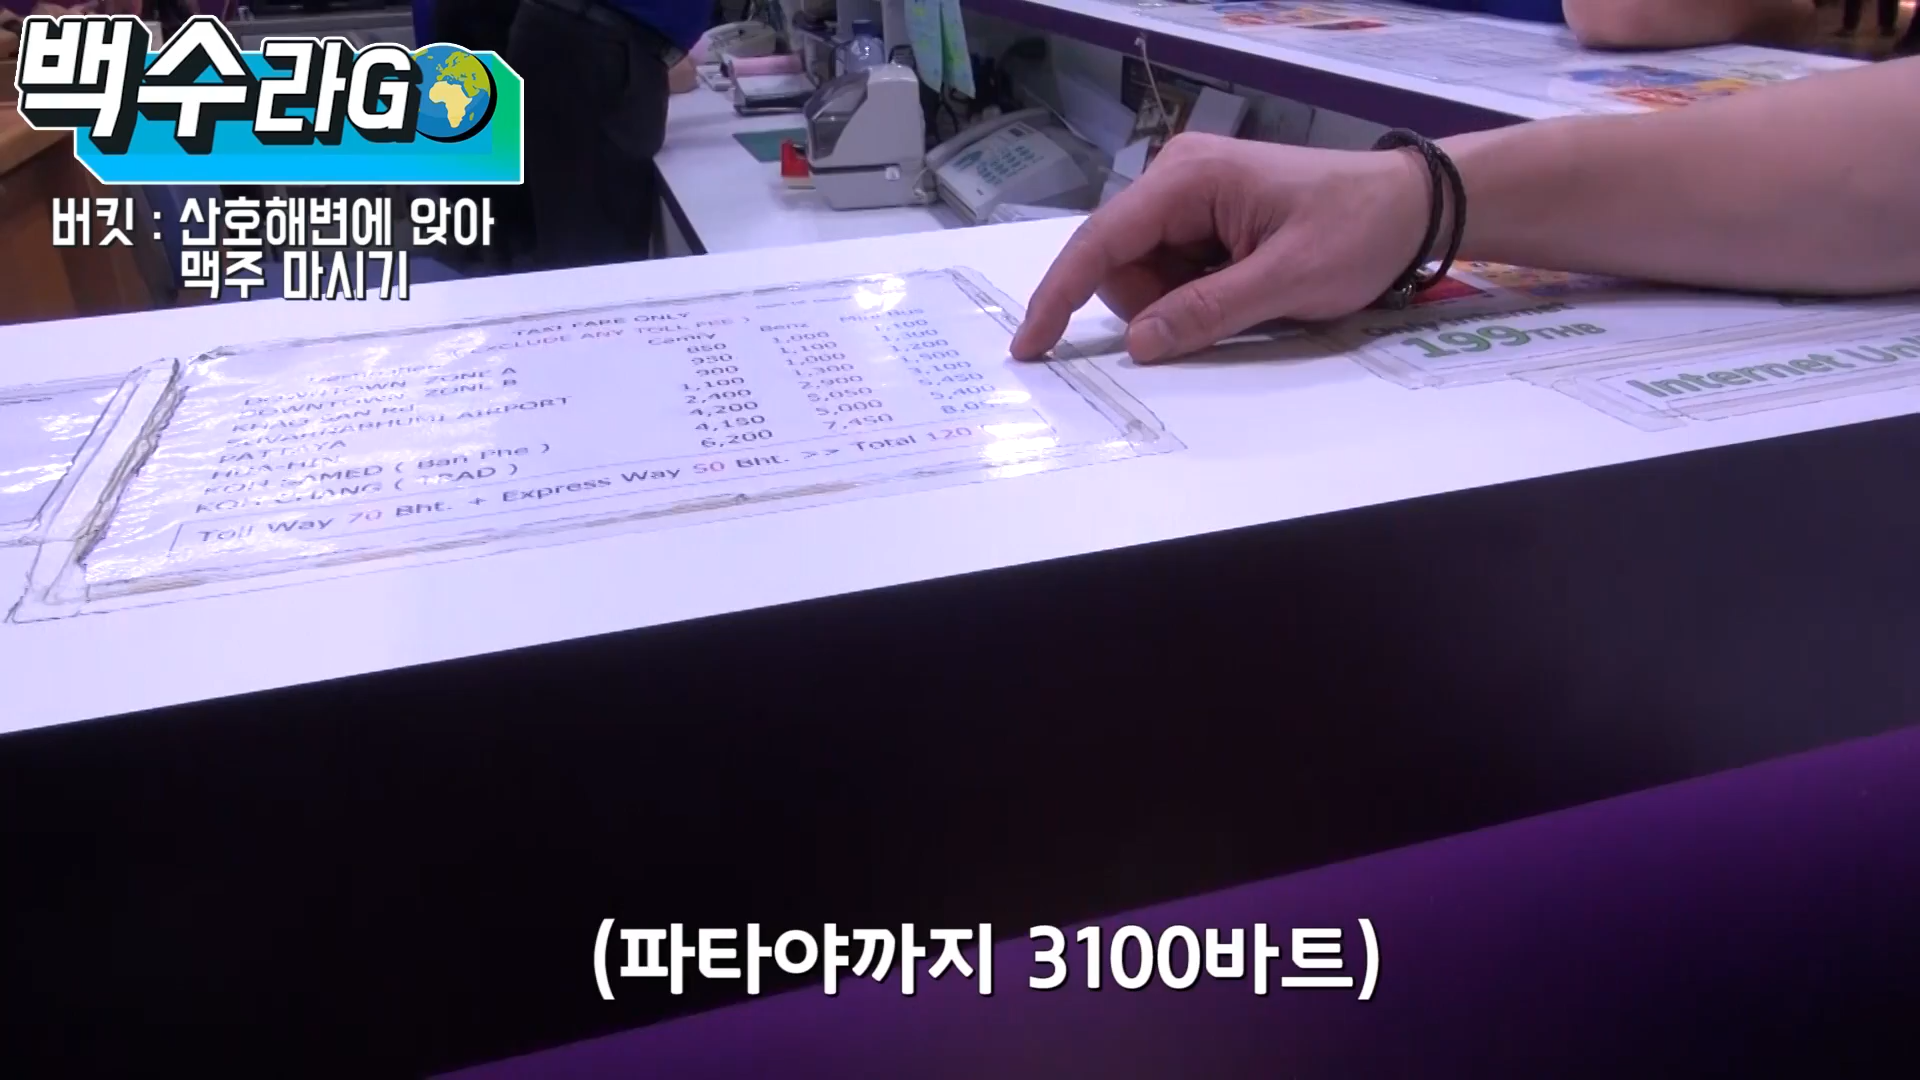 백수라GO
버킷 : 산호해변에 앉아
맥주 마시기
TAXI FARE ONLY
EXCLUDE ANY TOLL FEE )
Camry Benz Mini Bus
DOWNTOWN ZONE A 850 1,000 1,100
DOWNTOWN ZONE B 950 1,100 1,300
KHAO SAN Rd 900 1,000 1,200
SUVARNABHUMI AIRPORT 1,100 1,300 1,500
PATTAYA 2,400 2,900 3,100
HUA-HIN 4,200 5,050 5,450
KOH SAMED ( Ban Phe ) 4,150 5,000 5,400
KOH CHANG ( TRAD ) 6,200 7,450
Toll Way 70 Bht. + Express Way 50 Bht. >> Total 120
199THB
Internet
(파타야까지 3100바트)